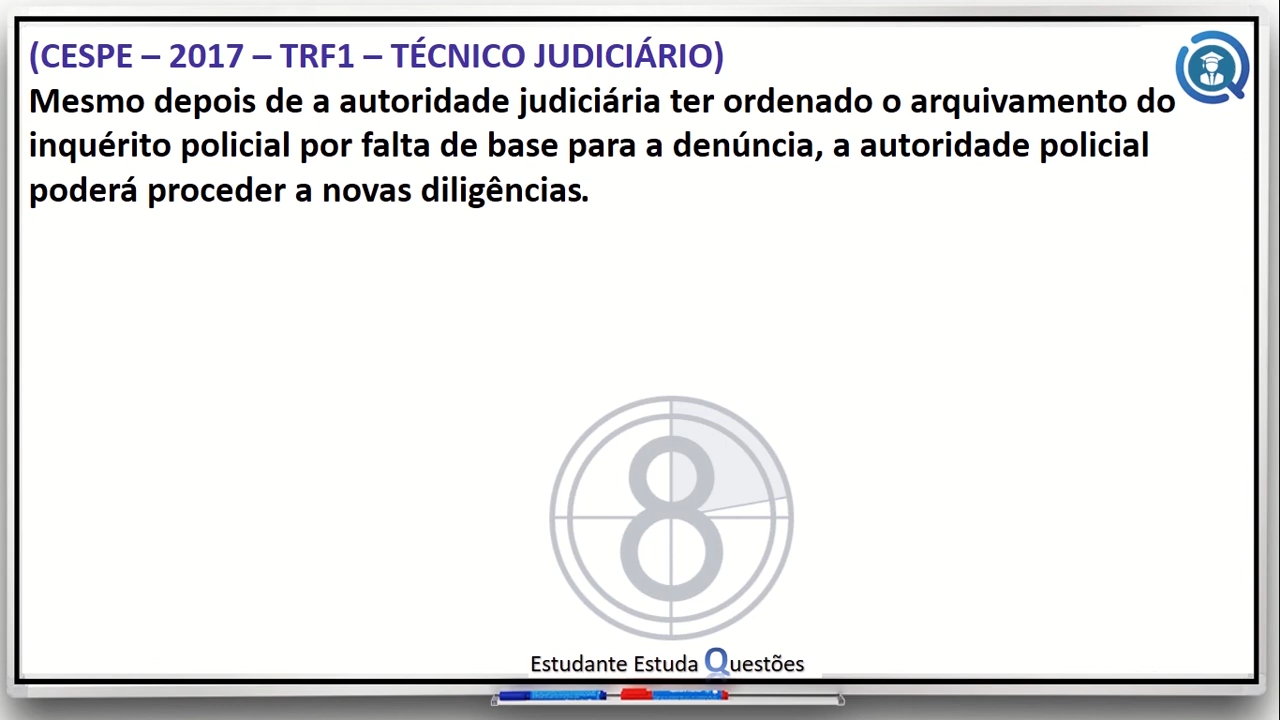 (CESPE – 2017 – TRF1 – TÉCNICO JUDICIÁRIO)
Mesmo depois de a autoridade judiciária ter ordenado o arquivamento do
inquérito policial por falta de base para a denúncia, a autoridade policial
poderá proceder a novas diligências.
8
Estudante Estuda Questões